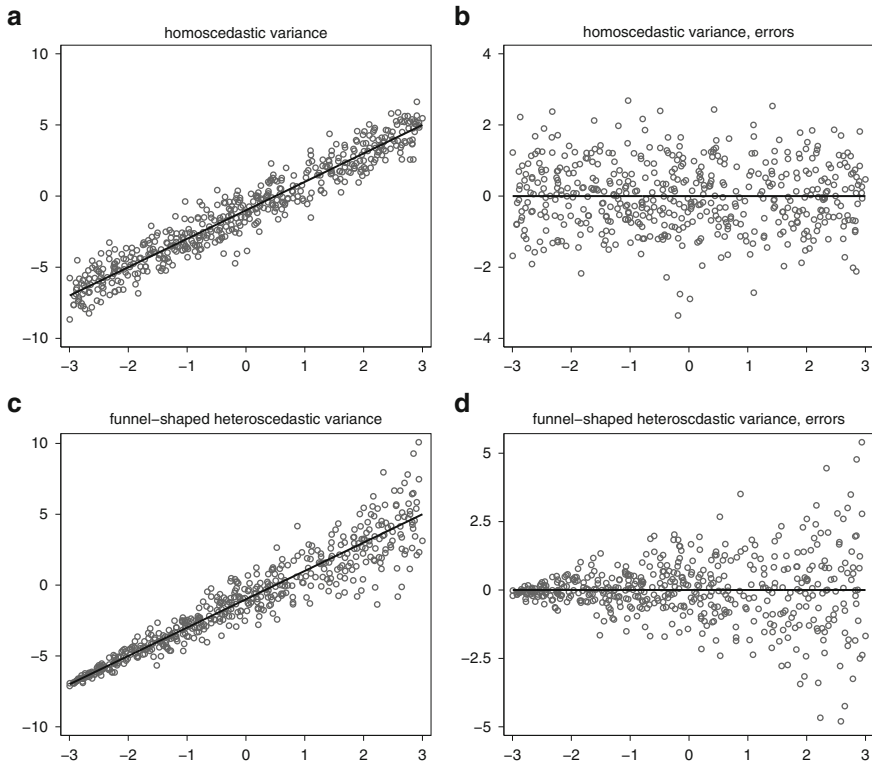 a
homoscedastic variance
10
5
0
−5
−10
−3 −2 −1 0 1 2 3
b
homoscedastic variance, errors
4
2
0
−2
−4
−3 −2 −1 0 1 2 3
c
funnel−shaped heteroscedastic variance
10
5
0
−5
−10
−3 −2 −1 0 1 2 3
d
funnel−shaped heteroscdastic variance, errors
5
2.5
0
−2.5
−5
−3 −2 −1 0 1 2 3